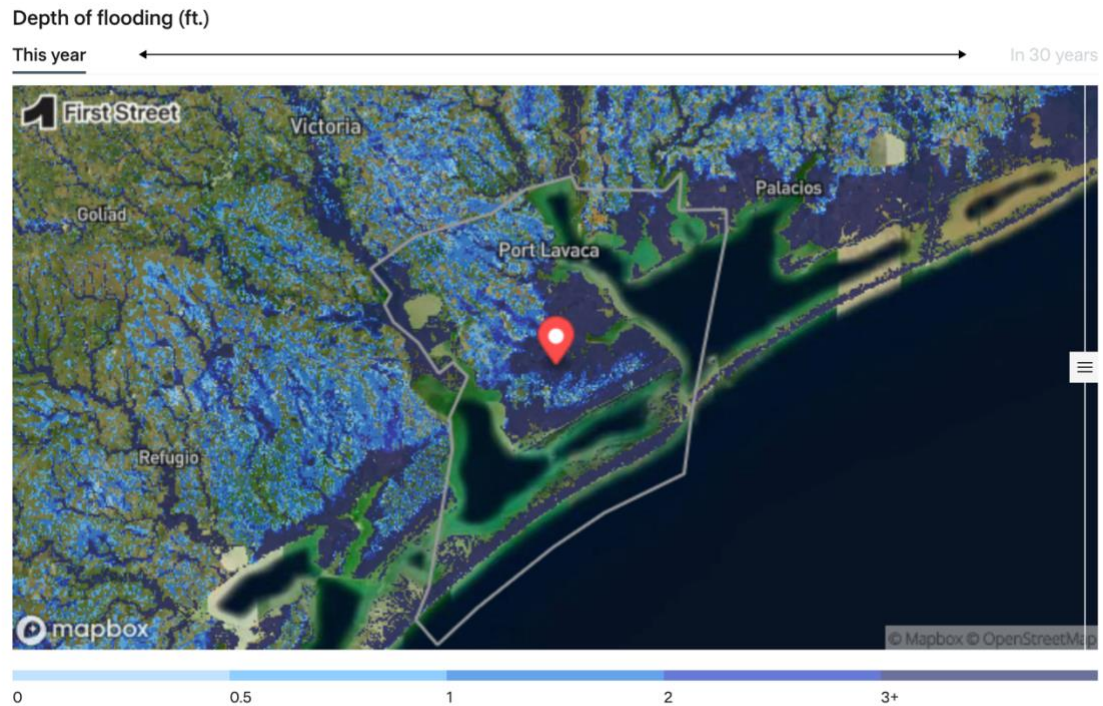 Depth of flooding (ft.)
This year
In 30 years
First Street
Victoria
Palacios
Goliad
Port Lavaca
Refugio
mapbox
© Mapbox © OpenStreetMap
0 0.5 1 2 3+